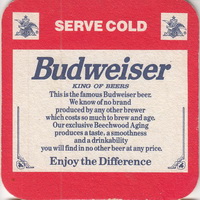 SERVE COLD
Budweiser
KING OF BEERS
This is the famous Budweiser beer.
We know of no brand
produced by any other brewer
which costs so much to brew and age.
Our exclusive Beechwood Aging
produces a taste, a smoothness
and a drinkability
you will find in no other beer at any price.
Enjoy the Difference